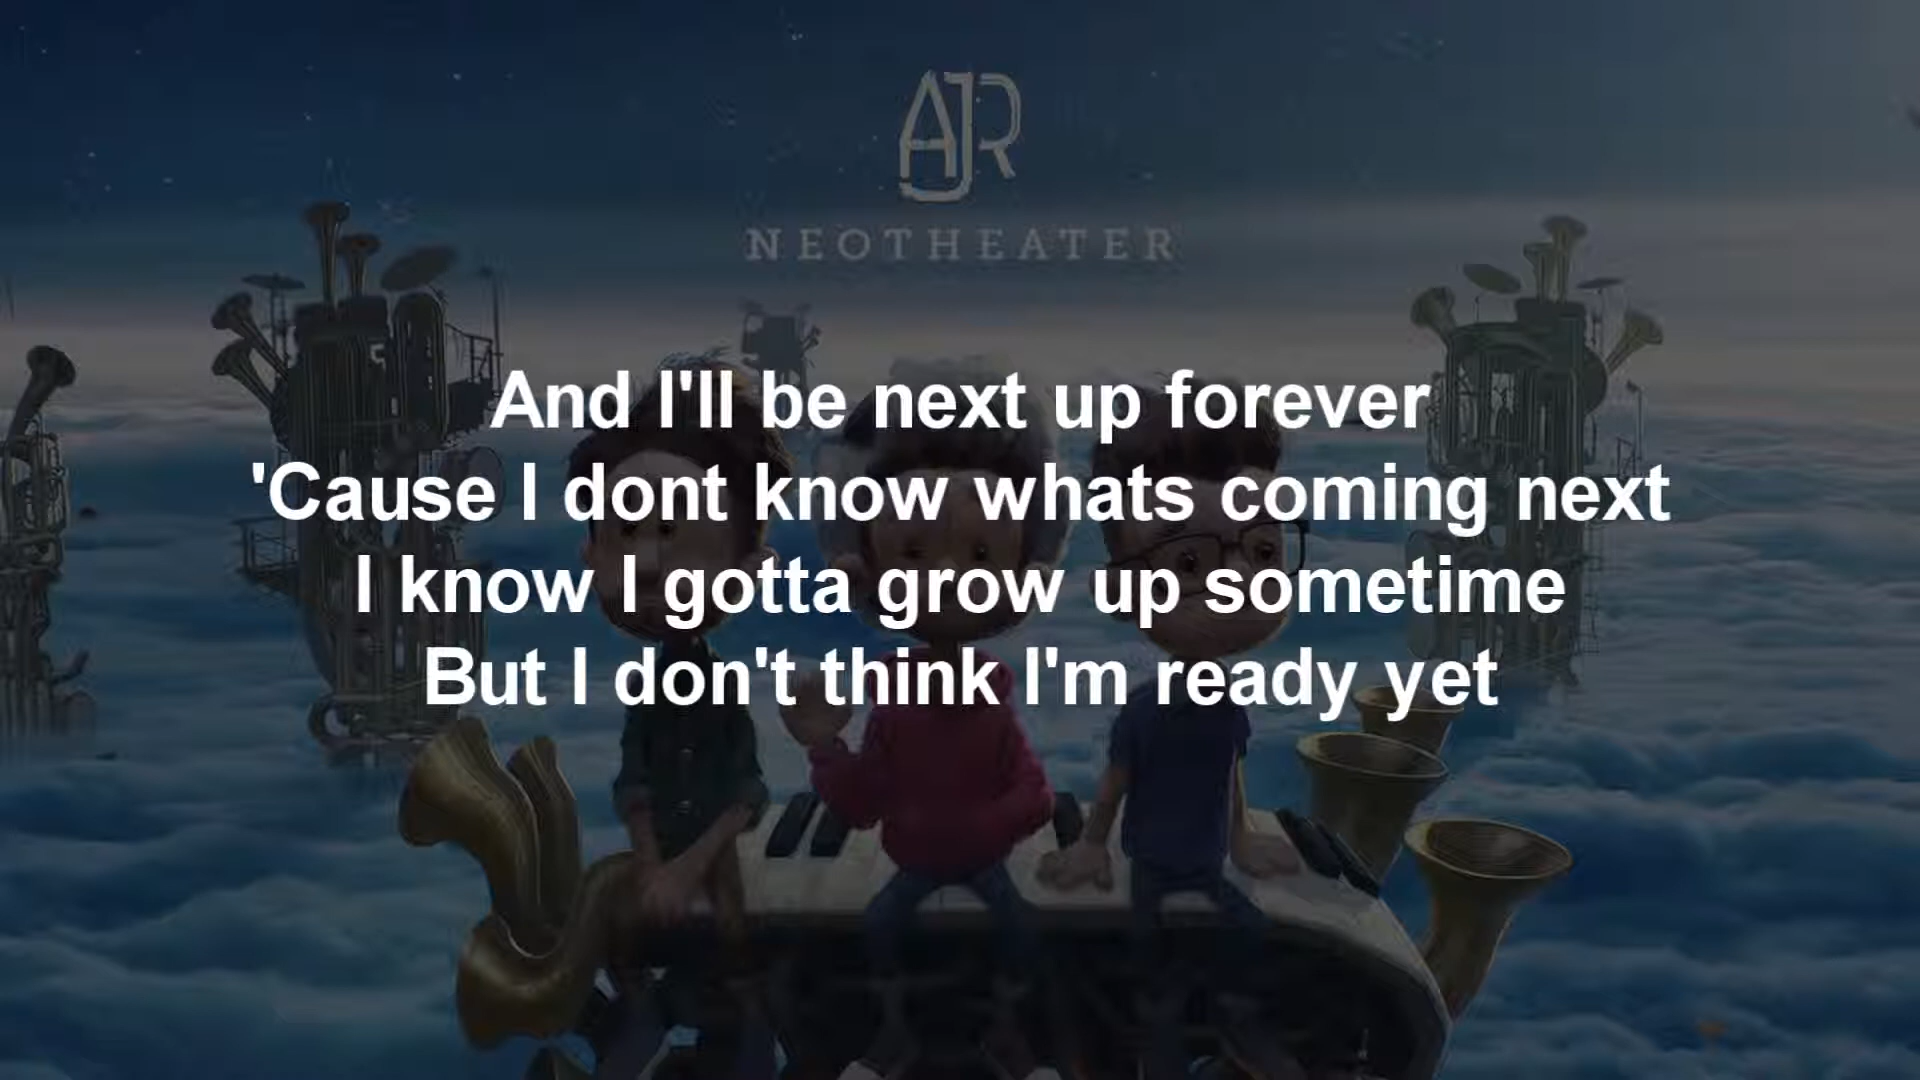 AJR
NEOTHEATER
And I'll be next up forever
'Cause I dont know whats coming next
I know I gotta grow up sometime
But I don't think I'm ready yet